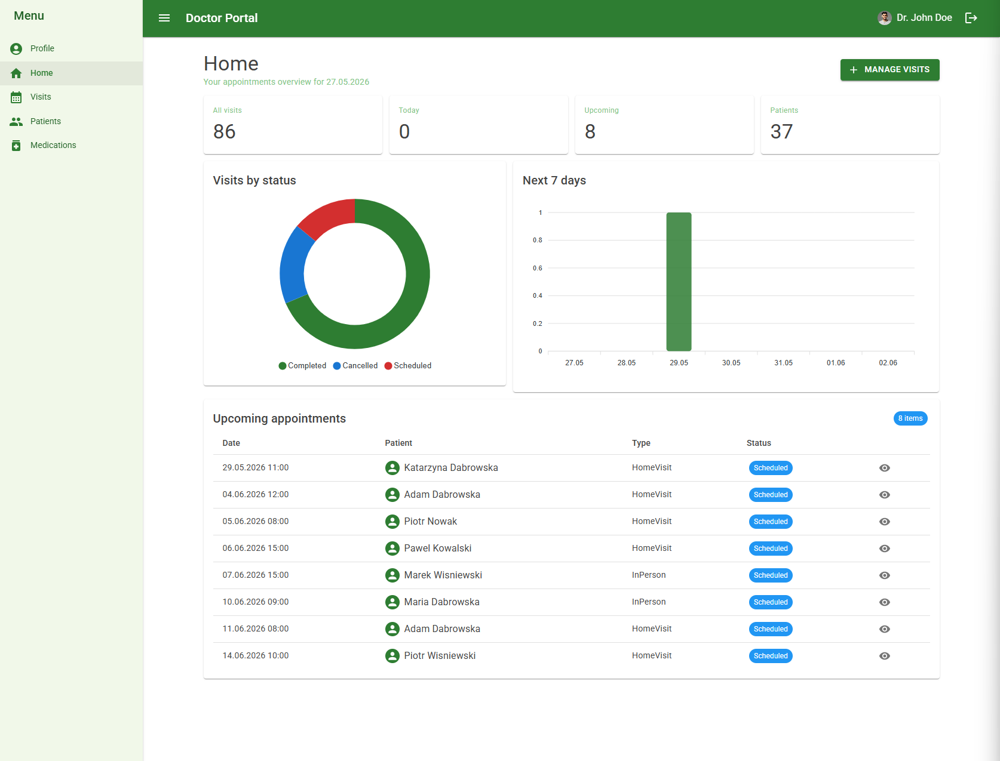 Menu
Profile
Home
Visits
Patients
Medications
Doctor Portal
Dr. John Doe
Home
Your appointments overview for 27.05.2026
MANAGE VISITS
All visits
86
Today
0
Upcoming
8
Patients
37
Visits by status
Completed Cancelled Scheduled
Next 7 days
1
0.8
0.6
0.4
0.2
0
27.05 28.05 29.05 30.05 31.05 01.06 02.06
Upcoming appointments
8 items
Date Patient Type Status
29.05.2026 11:00 Katarzyna Dabrowska HomeVisit Scheduled
04.06.2026 12:00 Adam Dabrowska HomeVisit Scheduled
05.06.2026 08:00 Piotr Nowak HomeVisit Scheduled
06.06.2026 15:00 Pawel Kowalski HomeVisit Scheduled
07.06.2026 15:00 Marek Wisniewski InPerson Scheduled
10.06.2026 09:00 Maria Dabrowska InPerson Scheduled
11.06.2026 08:00 Adam Dabrowska HomeVisit Scheduled
14.06.2026 10:00 Piotr Wisniewski HomeVisit Scheduled